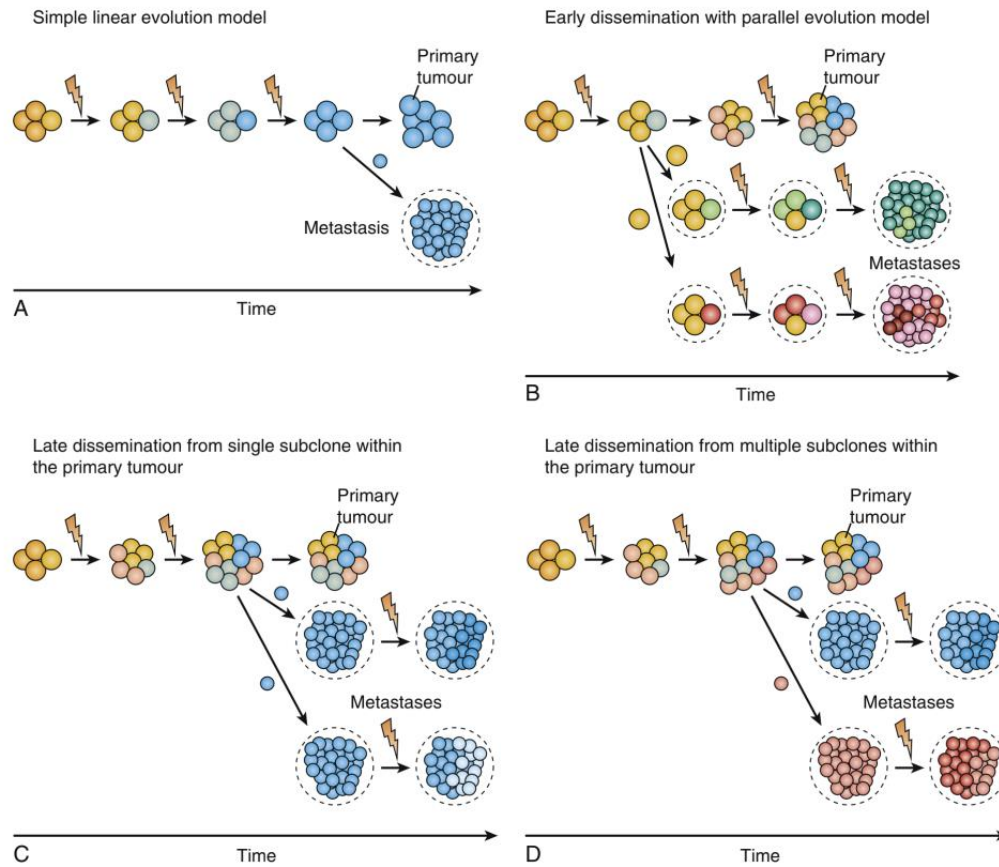 Simple linear evolution model
Primary
tumour
Metastasis
A
Time
Early dissemination with parallel evolution model
Primary
tumour
Metastases
B
Time
Late dissemination from single subclone within
the primary tumour
Primary
tumour
Metastases
C
Time
Late dissemination from multiple subclones within
the primary tumour
Primary
tumour
Metastases
D
Time